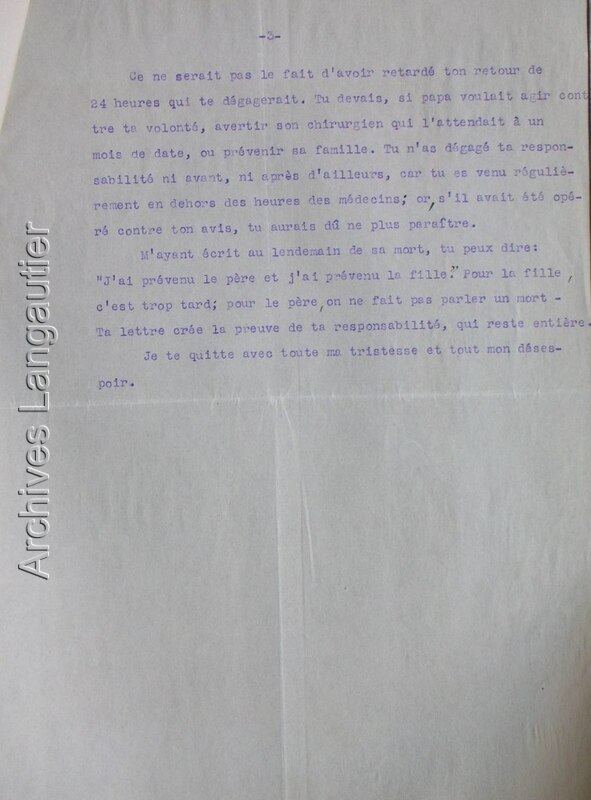 -3-
Ce ne serait pas le fait d'avoir retardé ton retour de
24 heures qui te dégagerait. Tu devais, si papa voulait agir cont
tre ta volonté, avertir son chirurgien qui l'attendait à un
mois de date, ou prévenir sa famille. Tu n'as dégagé ta respon-
sabilité ni avant, ni après d'ailleurs, car tu es venu réguliè-
rement en dehors des heures des médecins; or, s'il avait été opé-
ré contre ton avis, tu aurais dû ne plus paraître.
M'ayant écrit au lendemain de sa mort, tu peux dire:
"J'ai prévenu le père et j'ai prévenu la fille." Pour la fille,
c'est trop tard; pour le père, on ne fait pas parler un mort -
Ta lettre crée la preuve de ta responsabilité, qui reste entière.
Je te quitte avec toute ma tristesse et tout mon déses-
poir.
Archives Langautier